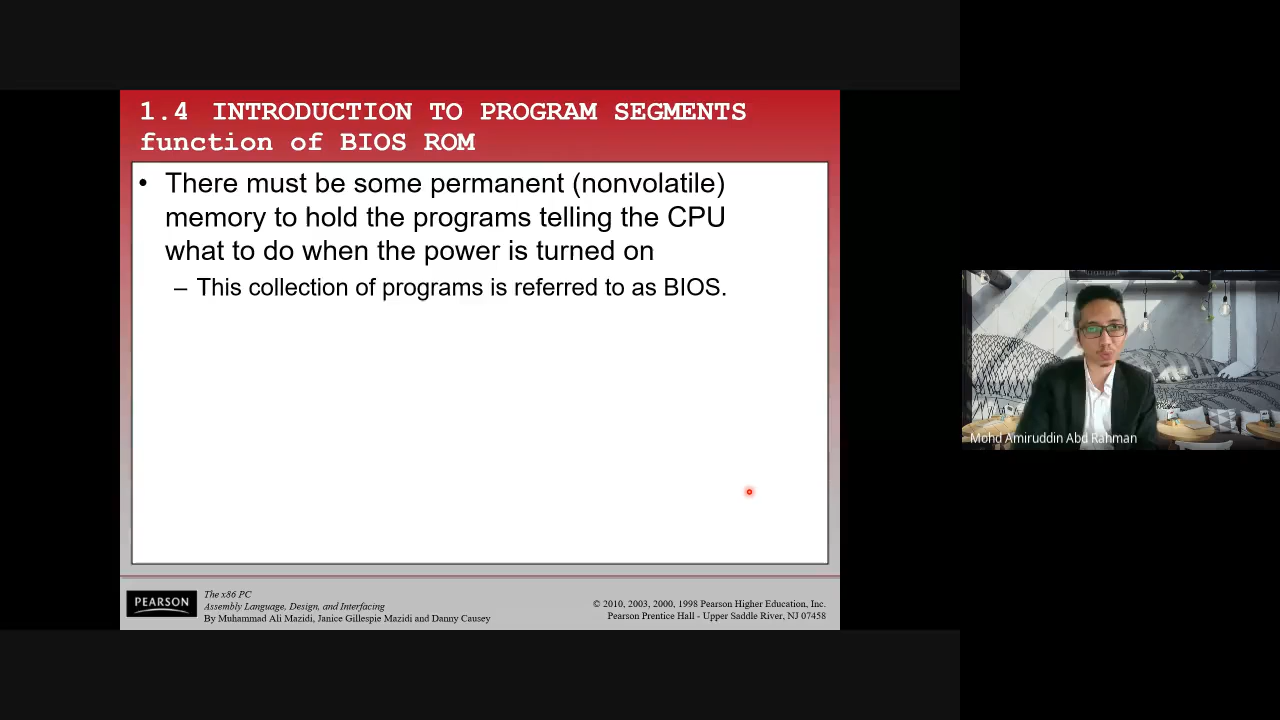 1.4 INTRODUCTION TO PROGRAM SEGMENTS
function of BIOS ROM
• There must be some permanent (nonvolatile)
memory to hold the programs telling the CPU
what to do when the power is turned on
– This collection of programs is referred to as BIOS.
Mohd Amiruddin Abd Rahman
PEARSON
The x86 PC
Assembly Language, Design, and Interfacing
By Muhammad Ali Mazidi, Janice Gillespie Mazidi and Danny Causey
© 2010, 2003, 2000, 1998 Pearson Higher Education, Inc.
Pearson Prentice Hall - Upper Saddle River, NJ 07458